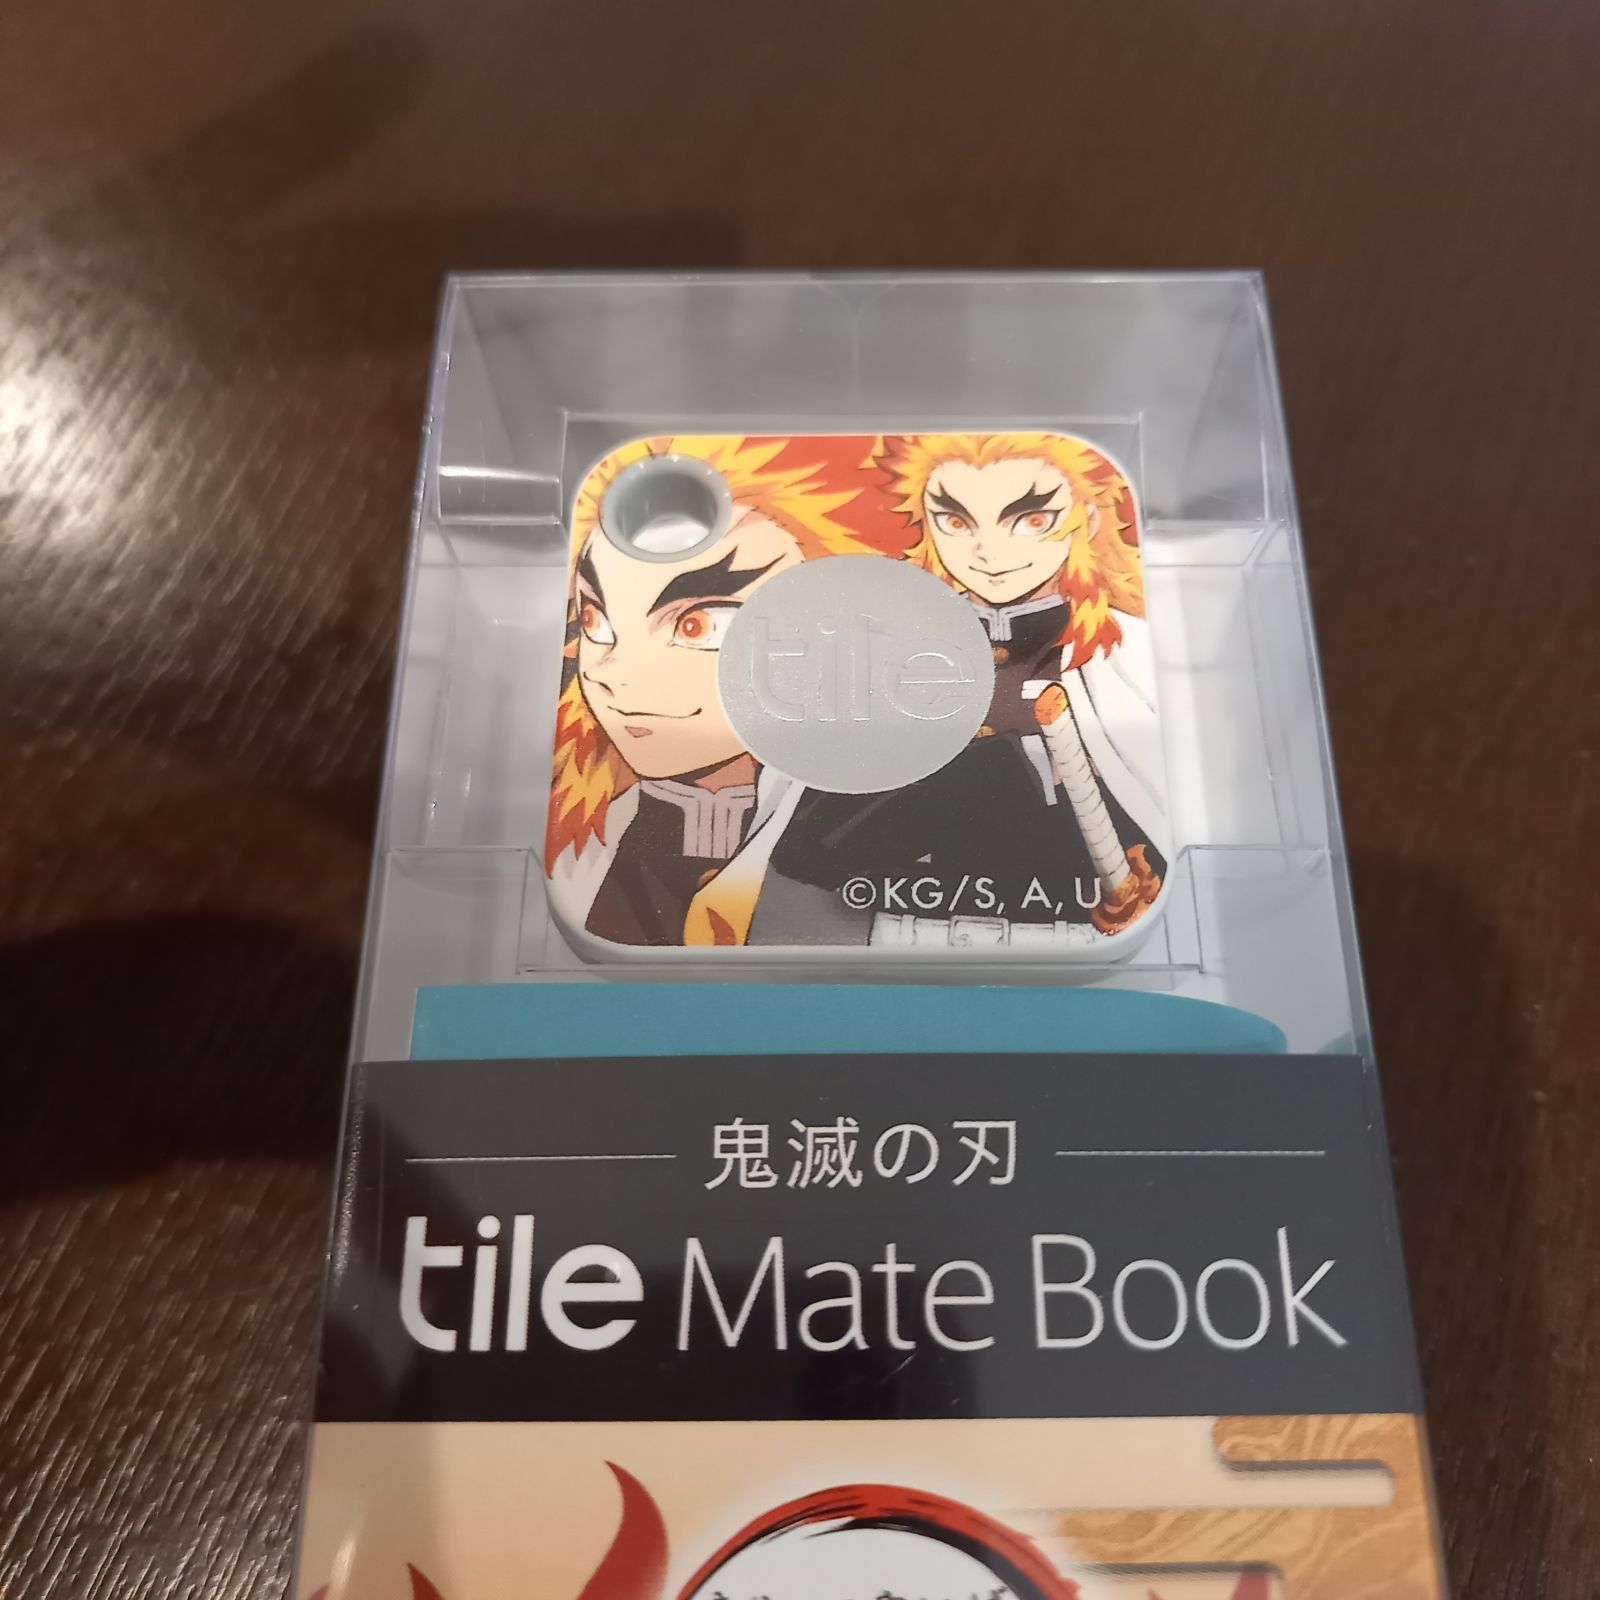 tile
©KG/S, A, U
鬼滅の刃
tile Mate Book